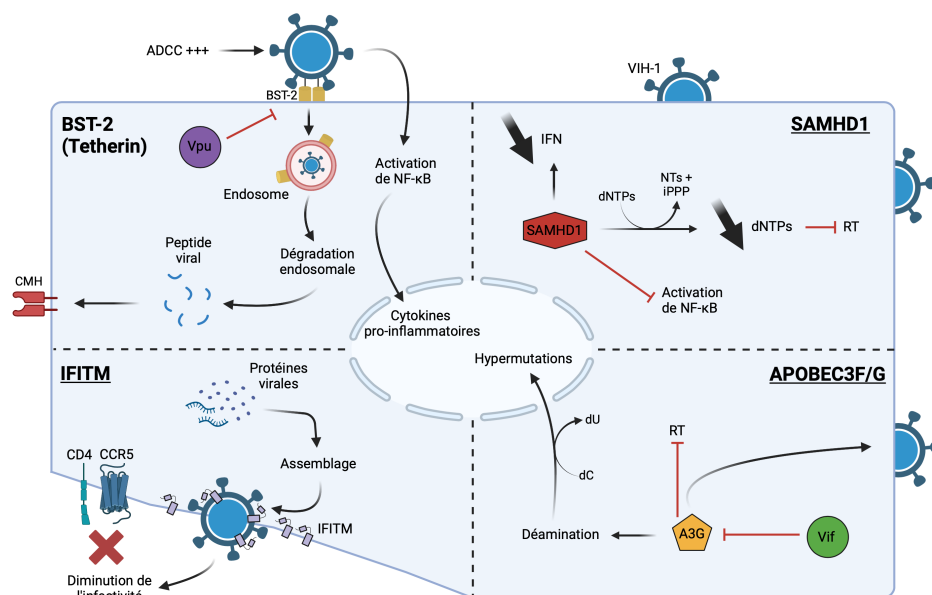 ADCC +++
BST-2
BST-2
(Tetherin)
Vpu
Endosome
Activation
de NF-κB
Dégradation
endosomale
Peptide
viral
CMH
Cytokines
pro-inflammatoires
VIH-1
SAMHD1
IFN
dNTPs
NTs +
iPPP
SAMHD1
dNTPs
RT
Activation
de NF-κB
IFITM
Protéines
virales
Assemblage
CD4
CCR5
IFITM
Diminution de
l'infectivité
Hypermutations
APOBEC3F/G
dU
dC
RT
Déamination
A3G
Vif